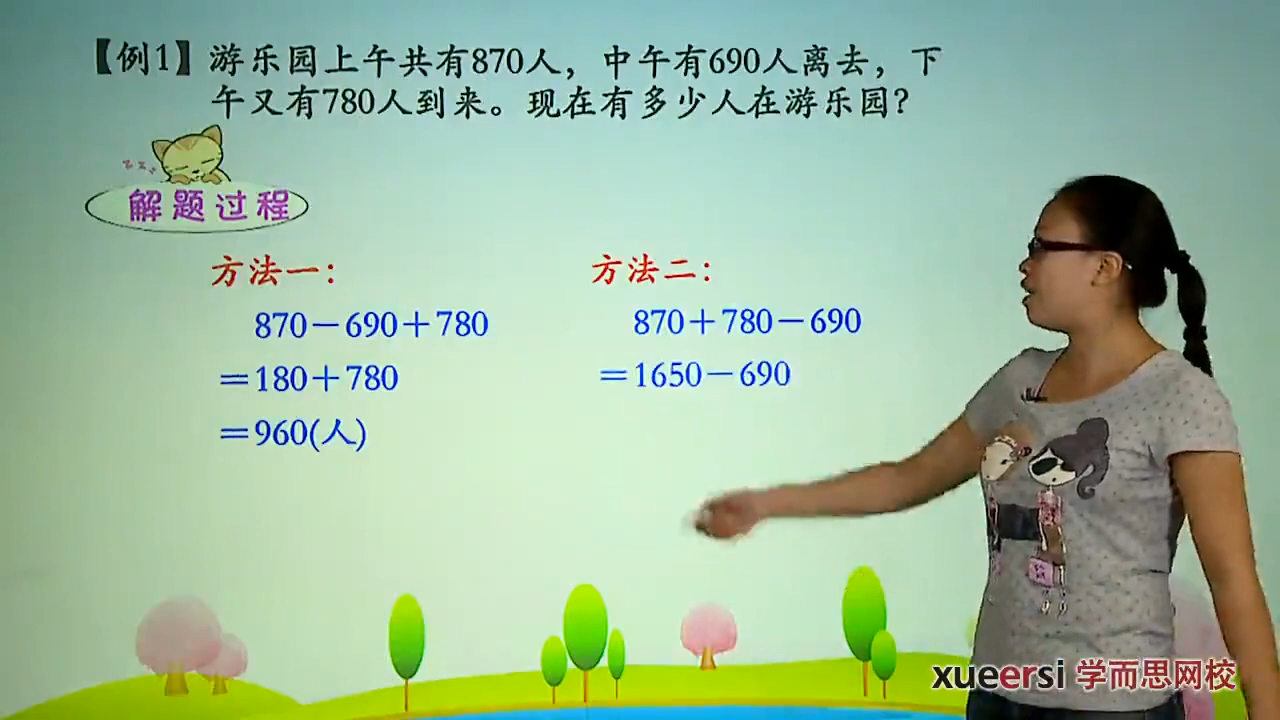 【例1】游乐园上午共有870人，中午有690人离去，下
午又有780人到来。现在有多少人在游乐园？
z z z
解题过程
方法一：
870－690＋780
＝180＋780
＝960(人)
方法二：
870＋780－690
＝1650－690
xueersi 学而思网校